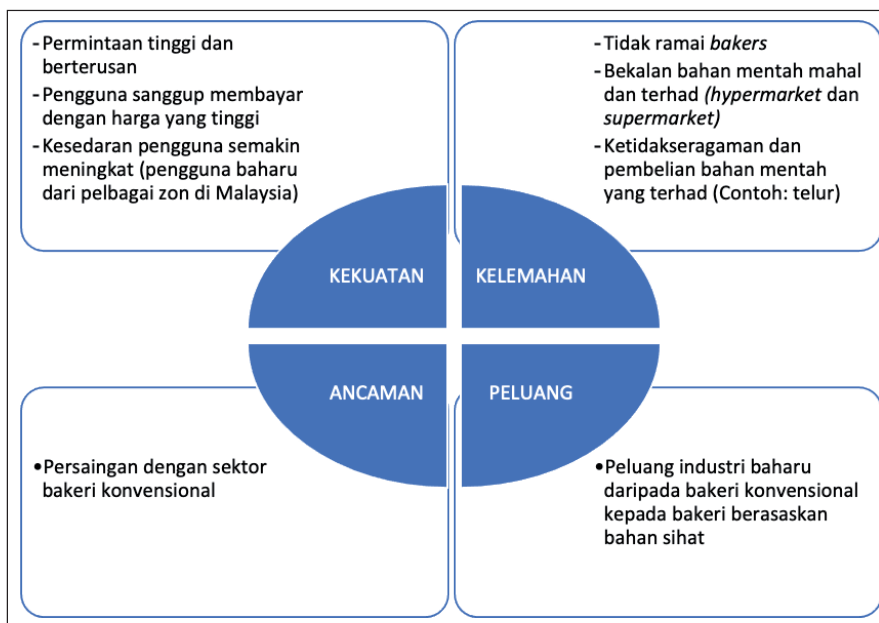 -Permintaan tinggi dan
berterusan
-Pengguna sanggup membayar
dengan harga yang tinggi
-Kesedaran pengguna semakin
meningkat (pengguna baharu
dari pelbagai zon di Malaysia)
-Tidak ramai bakers
-Bekalan bahan mentah mahal
dan terhad (hypermarket dan
supermarket)
-Ketidakseragaman dan
pembelian bahan mentah
yang terhad (Contoh: telur)
KEKUATAN
KELEMAHAN
ANCAMAN
PELUANG
•Persaingan dengan sektor
bakeri konvensional
•Peluang industri baharu
daripada bakeri konvensional
kepada bakeri berasaskan
bahan sihat